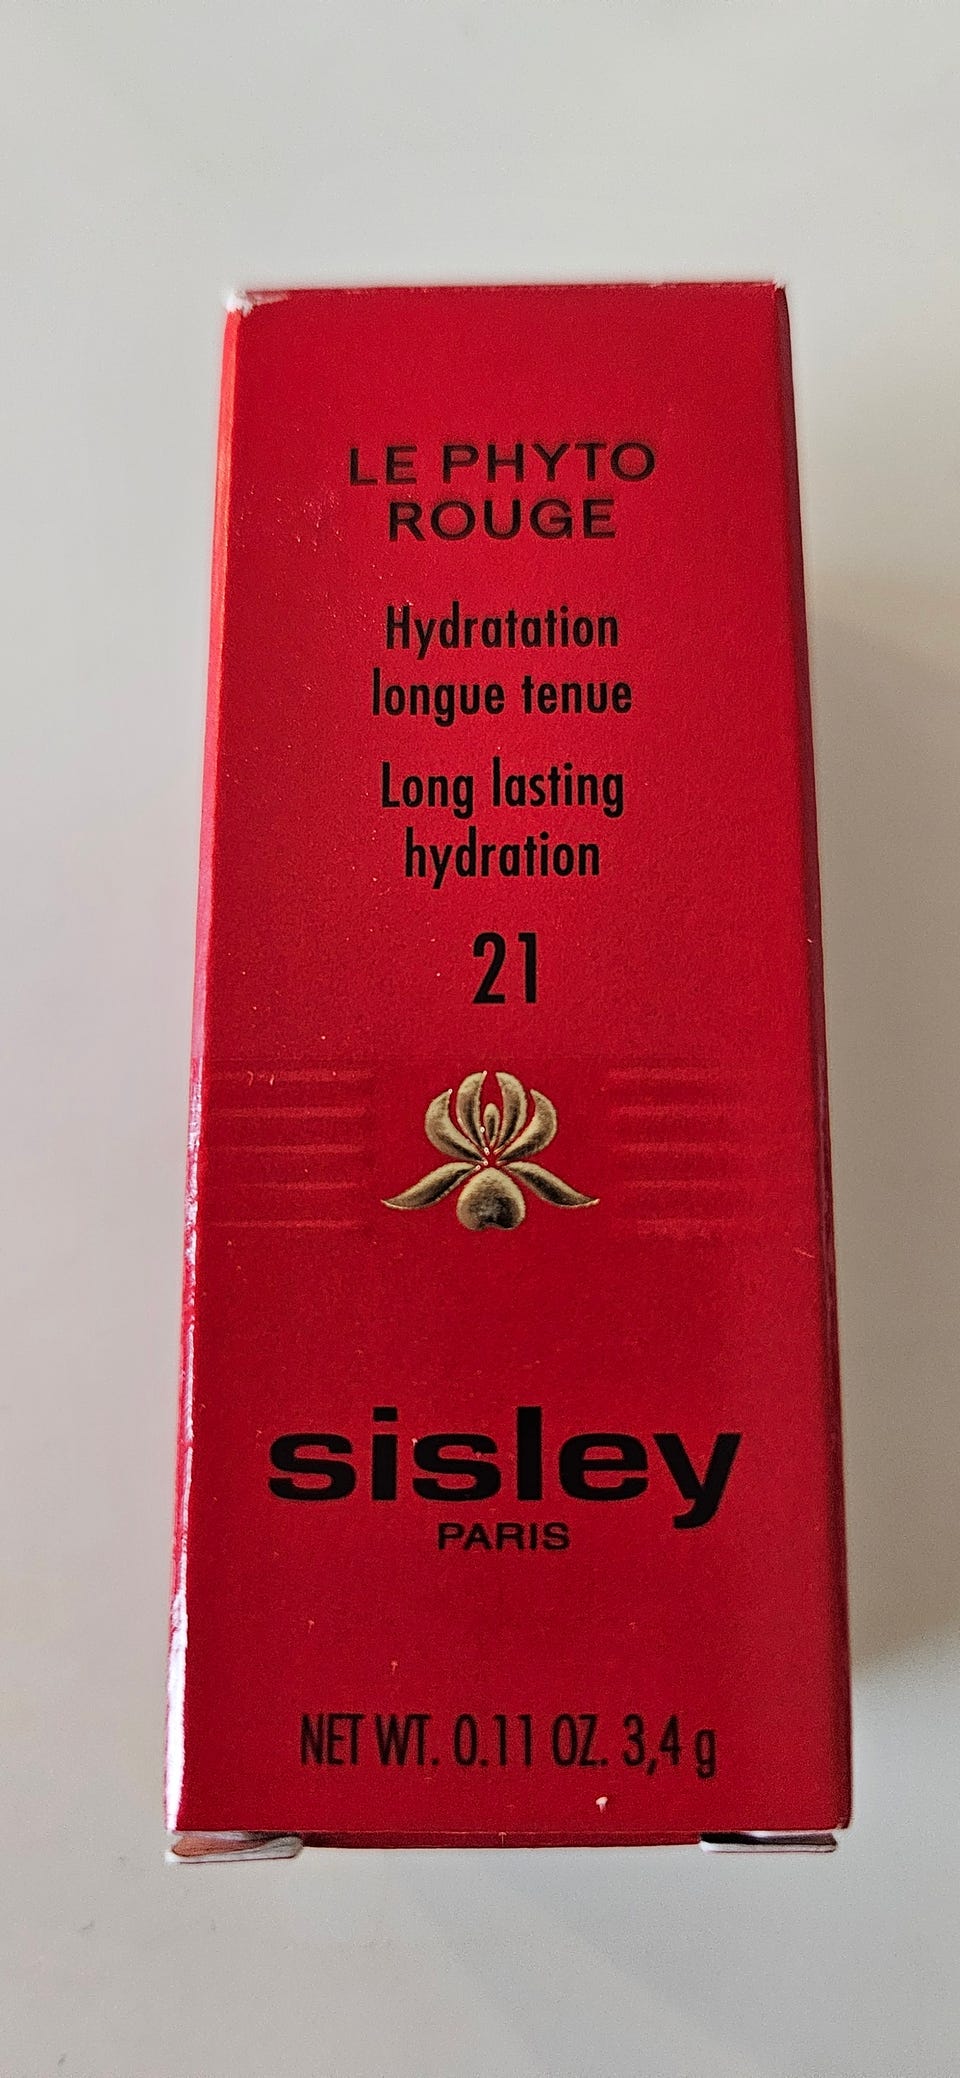 LE PHYTO
ROUGE
Hydratation
longue tenue
Long lasting
hydration
21
sisley
PARIS
NET WT. 0.11 OZ. 3,4 g